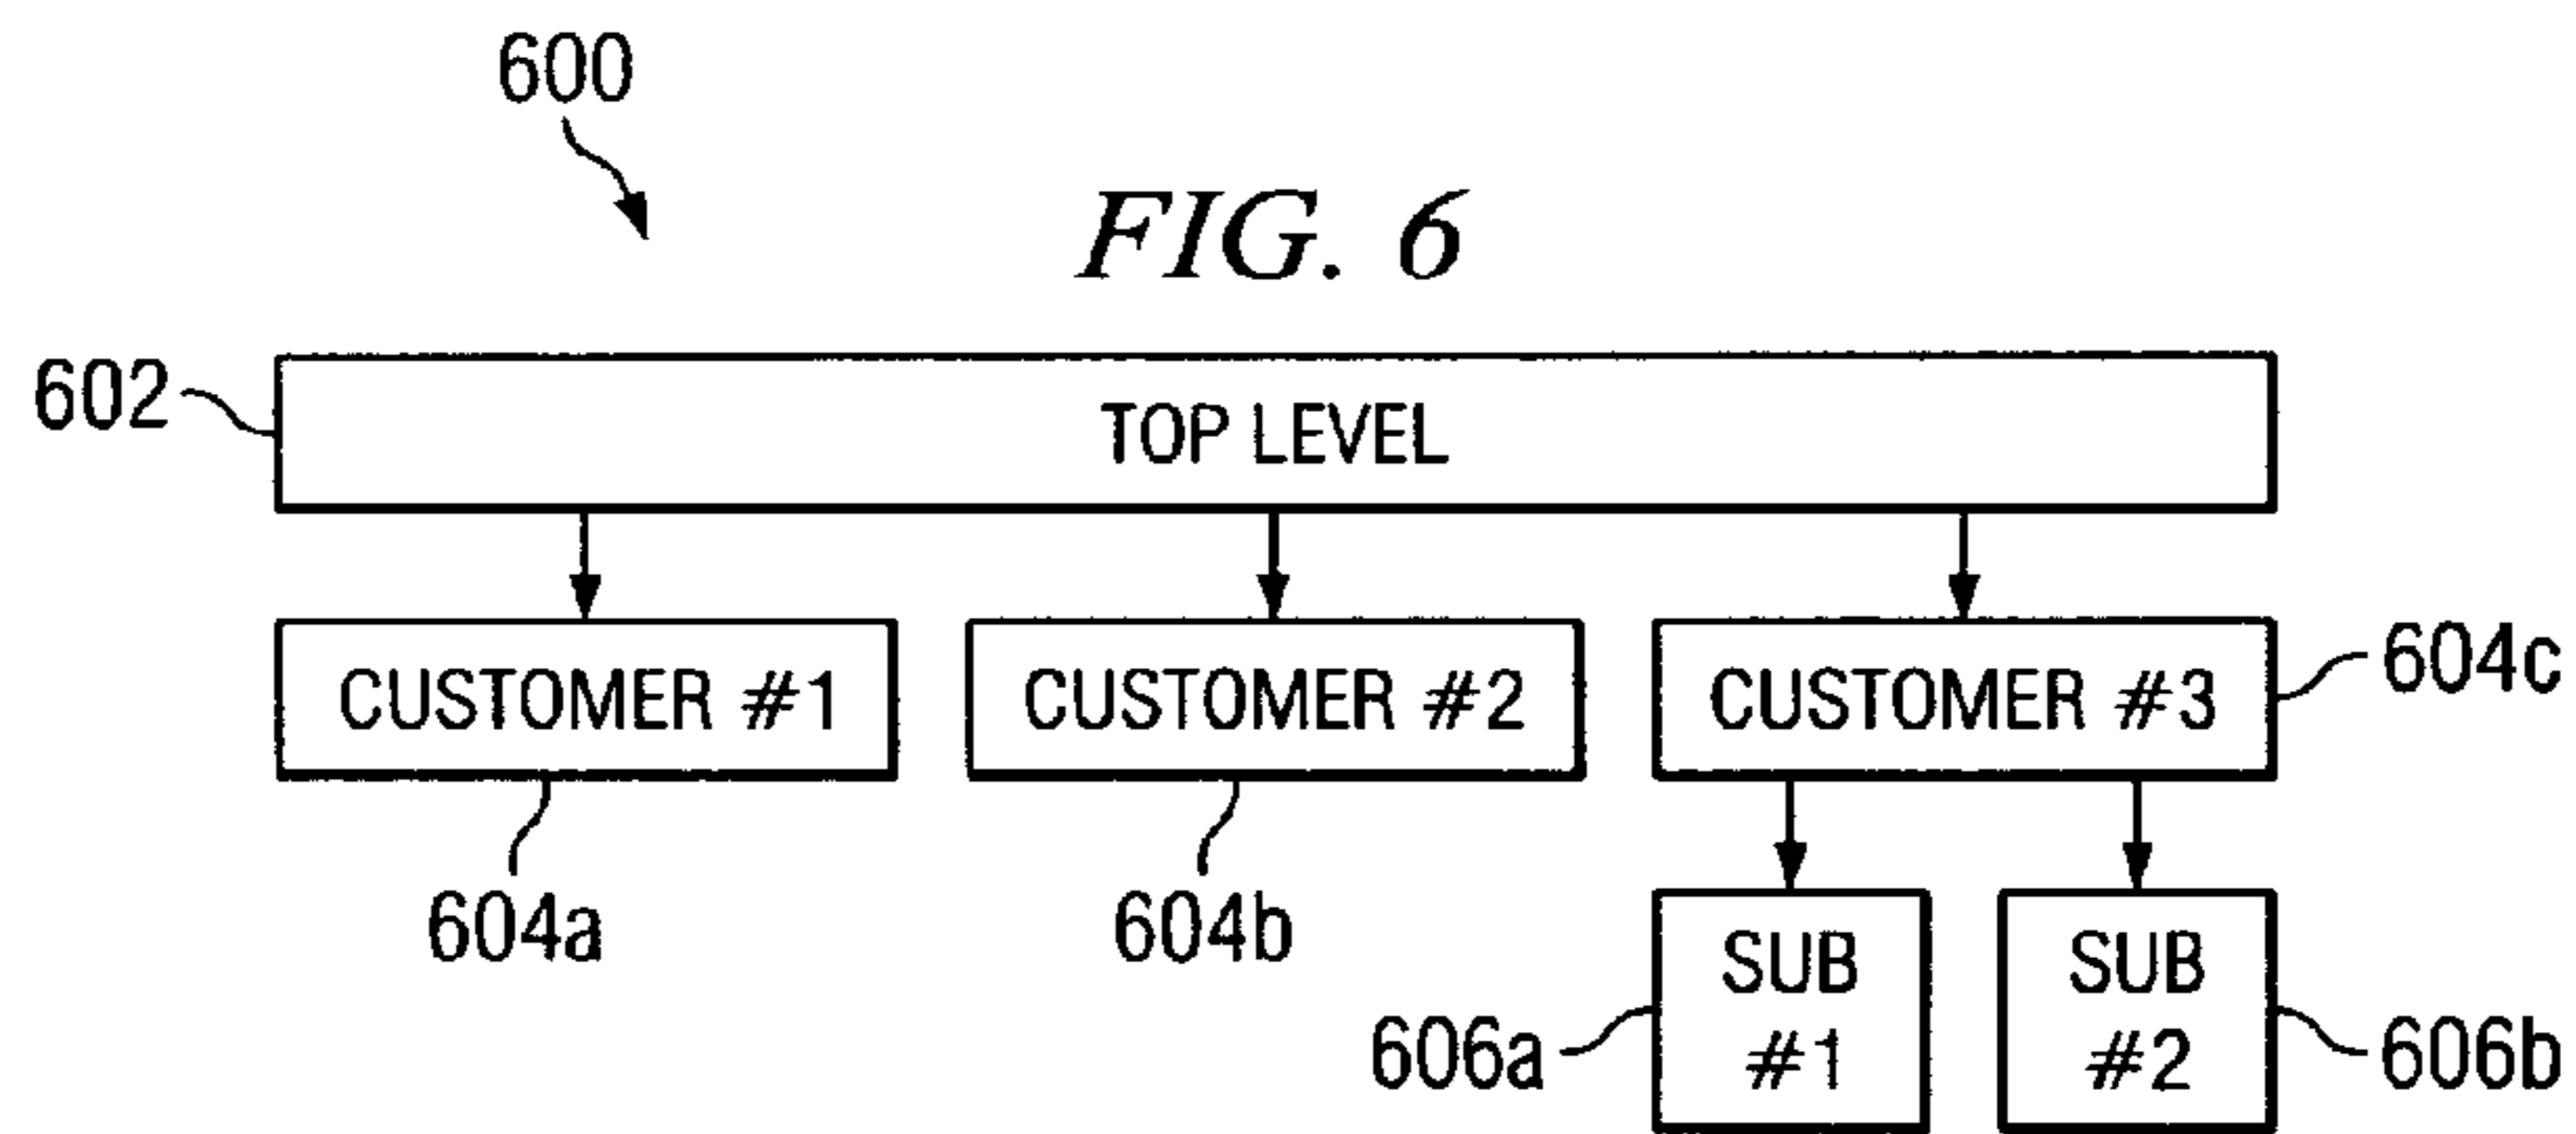 600
FIG. 6
602
TOP LEVEL
CUSTOMER #1
CUSTOMER #2
CUSTOMER #3
604c
604a
604b
SUB
#1
SUB
#2
606a
606b